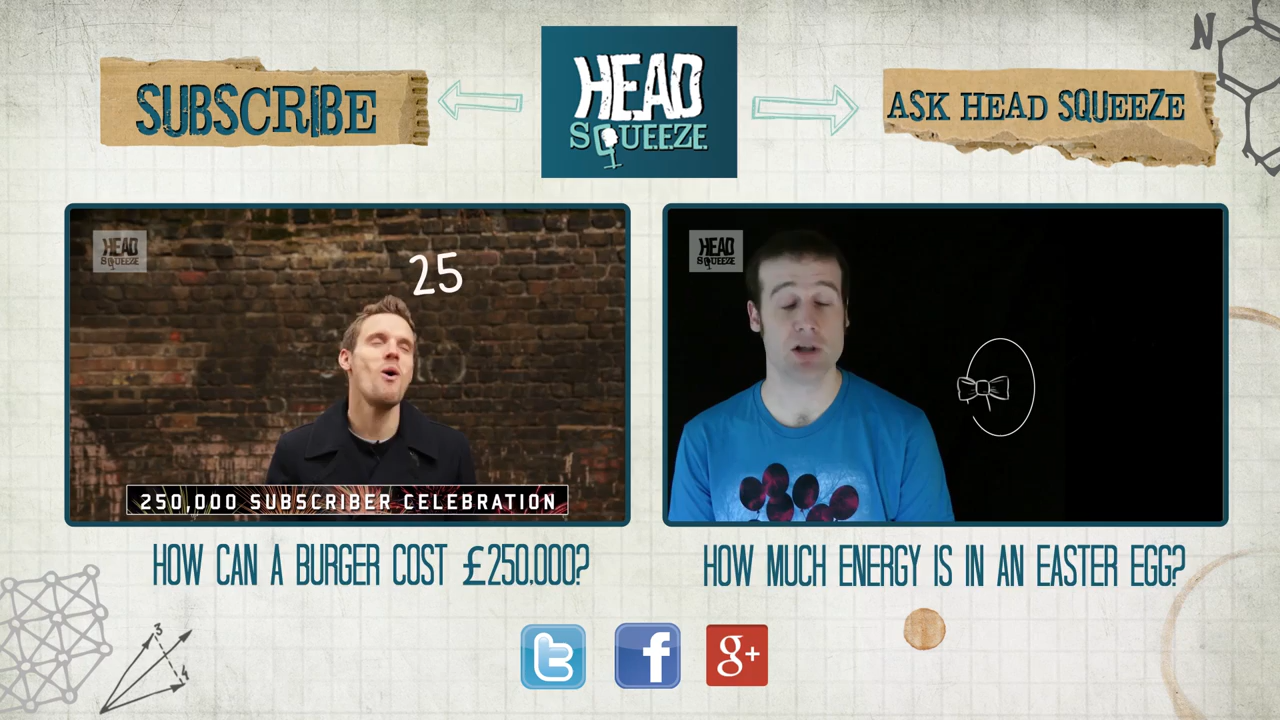 N
SUBSCRIBE
HEAD
SQUEEZE
ASK HEAD SQUEEZE
HEAD
SQUEEZE
25
250,000 SUBSCRIBER CELEBRATION
HEAD
SQUEEZE
HOW CAN A BURGER COST £250,000?
HOW MUCH ENERGY IS IN AN EASTER EGG?
3
4
t
f
g+